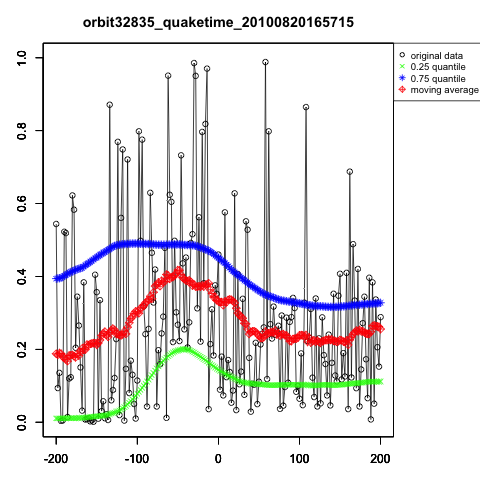 orbit32835_quaketime_20100820165715
original data
0.25 quantile
0.75 quantile
moving average
1.0
0.8
0.6
0.4
0.2
0.0
-200 -100 0 100 200